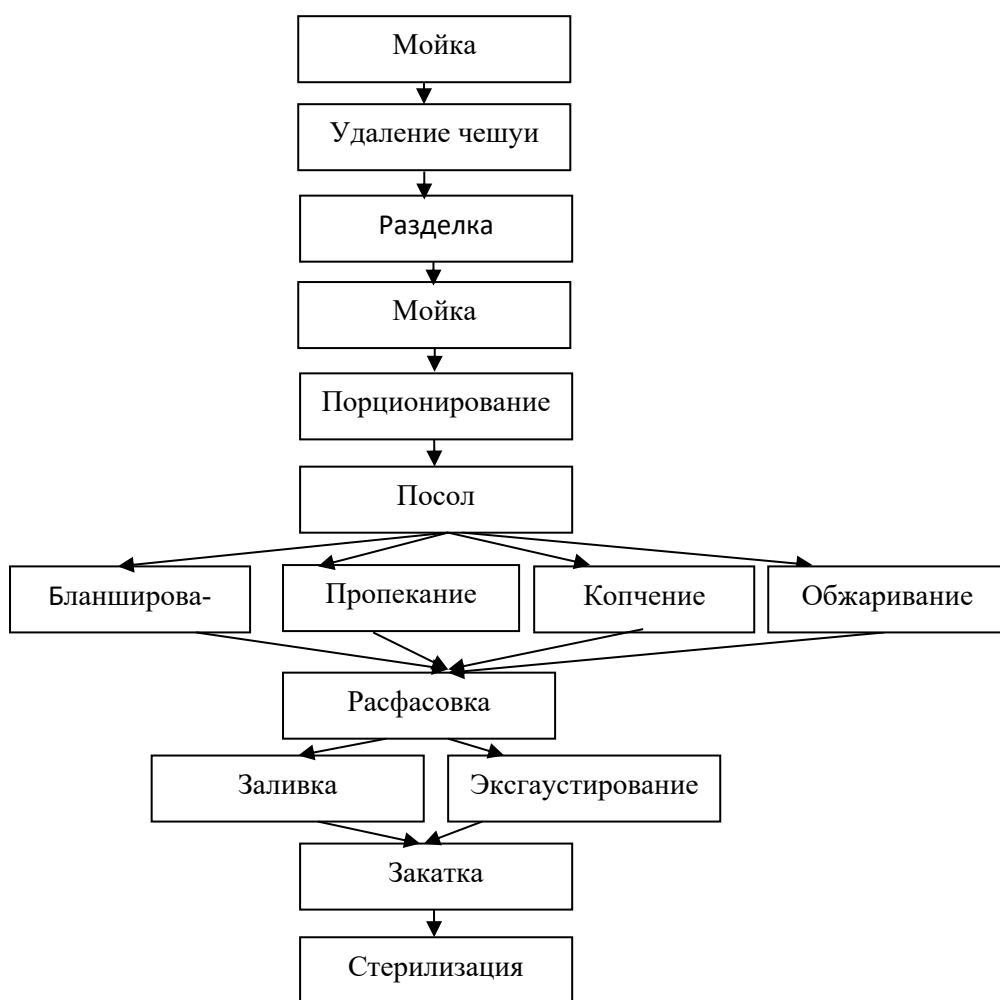 Мойка
Удаление чешуи
Разделка
Мойка
Порционирование
Посол
Бланширова-
Пропекание
Копчение
Обжаривание
Расфасовка
Заливка
Эксгаустирование
Закатка
Стерилизация